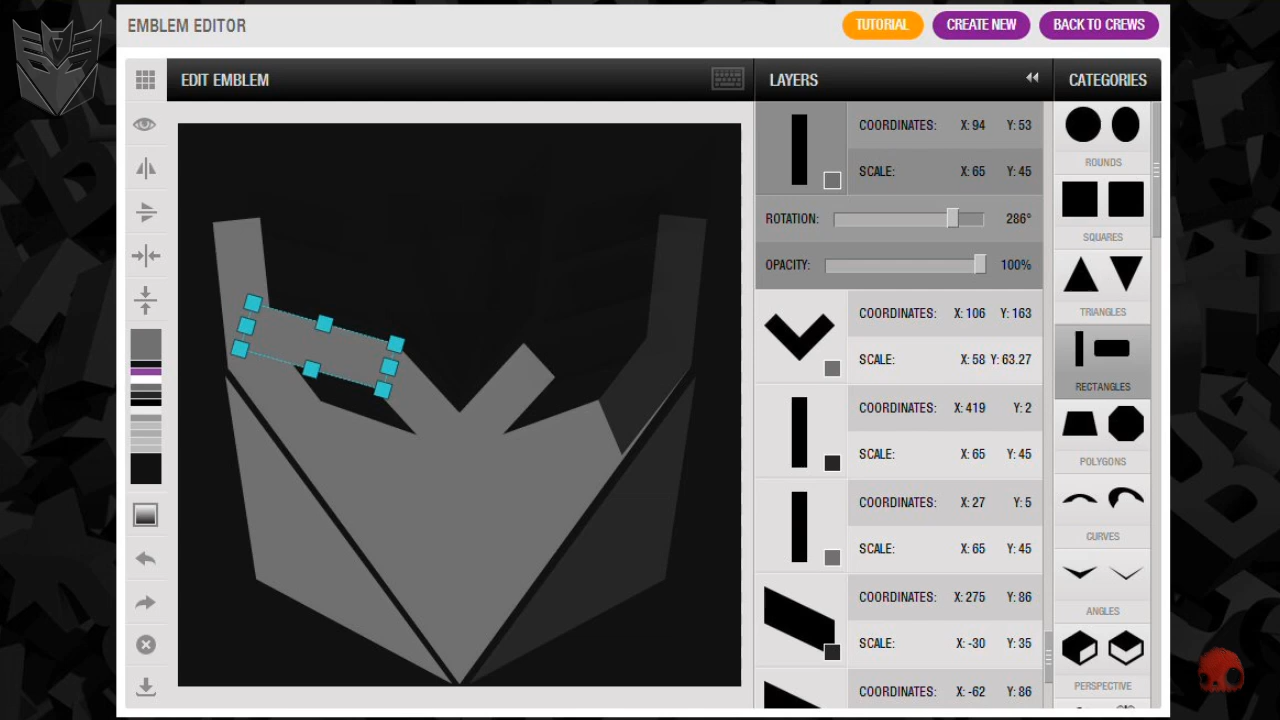 EMBLEM EDITOR
TUTORIAL
CREATE NEW
BACK TO CREWS
EDIT EMBLEM
LAYERS
CATEGORIES
COORDINATES: X: 94 Y: 53
SCALE: X: 65 Y: 45
ROTATION: 286°
OPACITY: 100%
COORDINATES: X: 106 Y: 163
SCALE: X: 58 Y: 63.27
COORDINATES: X: 419 Y: 2
SCALE: X: 65 Y: 45
COORDINATES: X: 27 Y: 5
SCALE: X: 65 Y: 45
COORDINATES: X: 275 Y: 86
SCALE: X: -30 Y: 35
COORDINATES: X: -62 Y: 86
ROUNDS
SQUARES
TRIANGLES
RECTANGLES
POLYGONS
CURVES
ANGLES
PERSPECTIVE